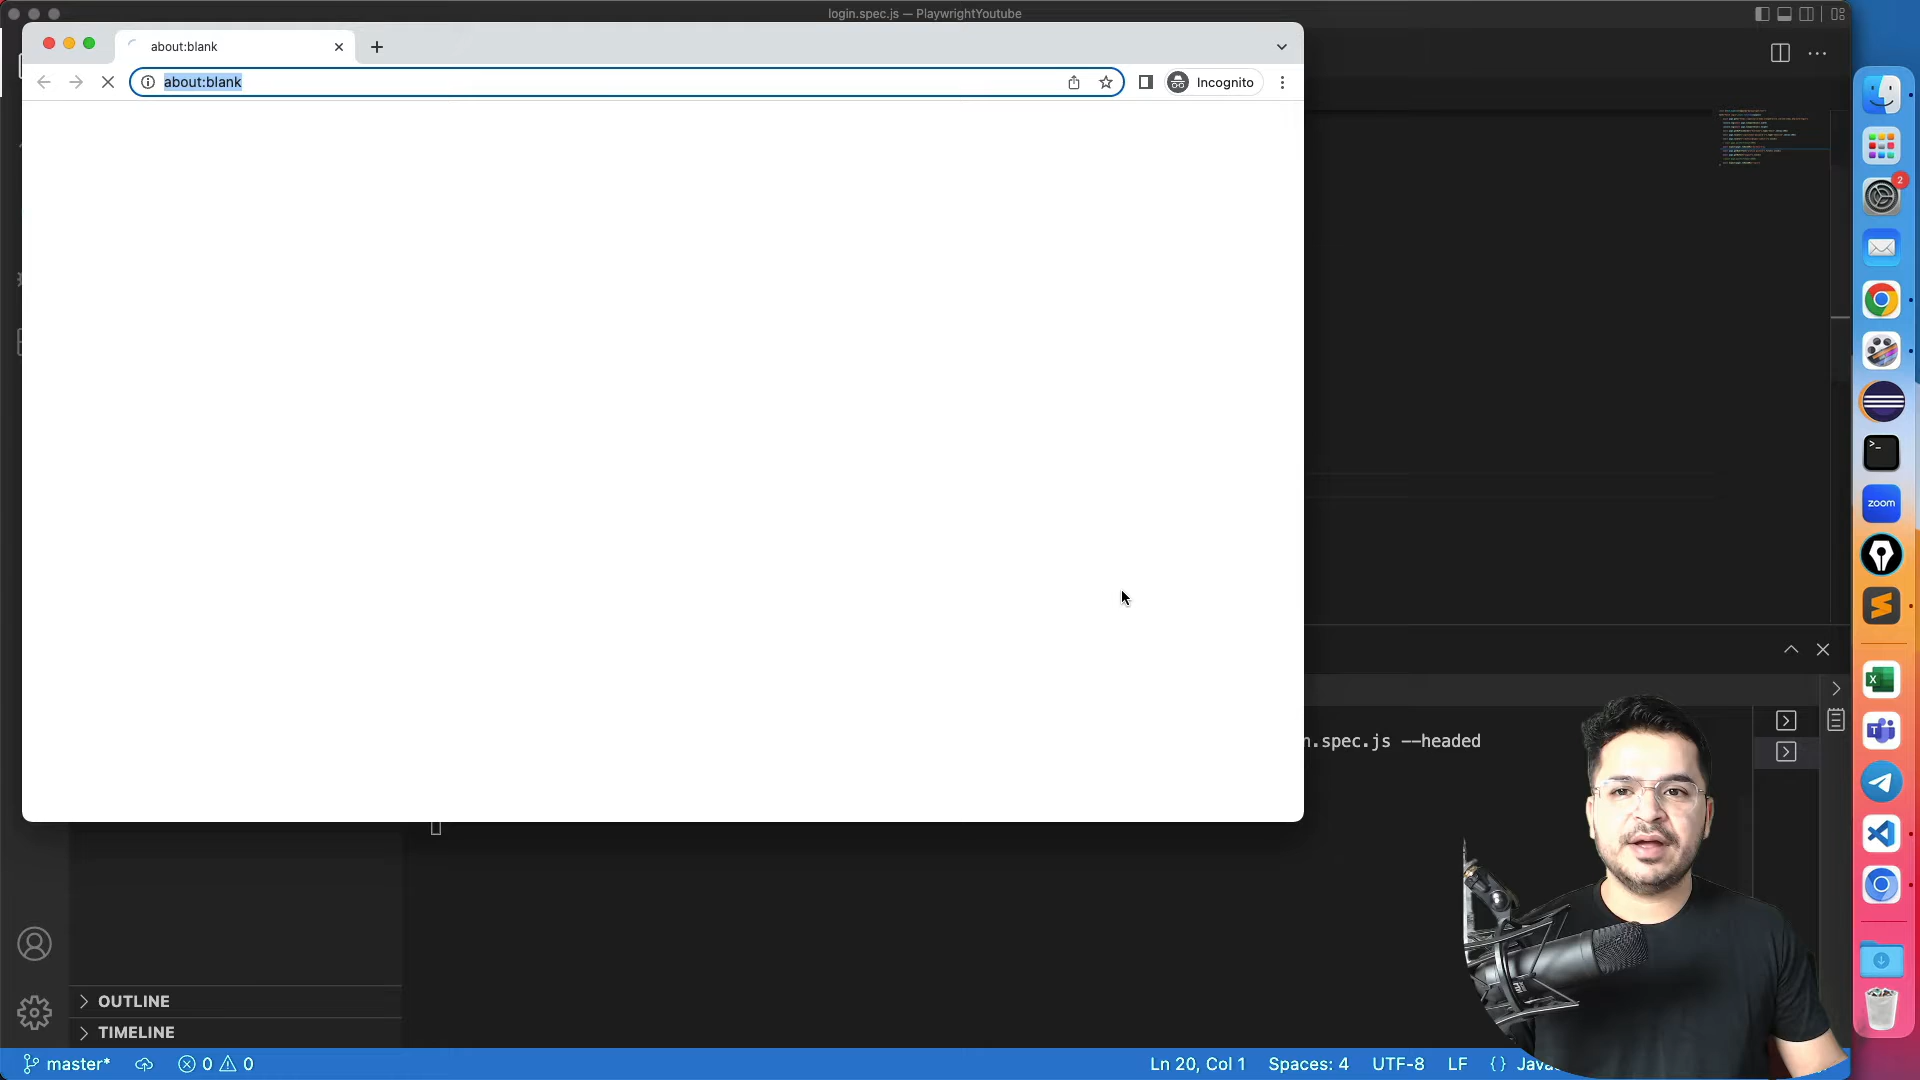 login.spec.js — PlaywrightYoutube
about:blank
about:blank
Incognito
2
zoom
n.spec.js --headed
OUTLINE
TIMELINE
master*
0
0
Ln 20, Col 1
Spaces: 4
UTF-8
LF
{}